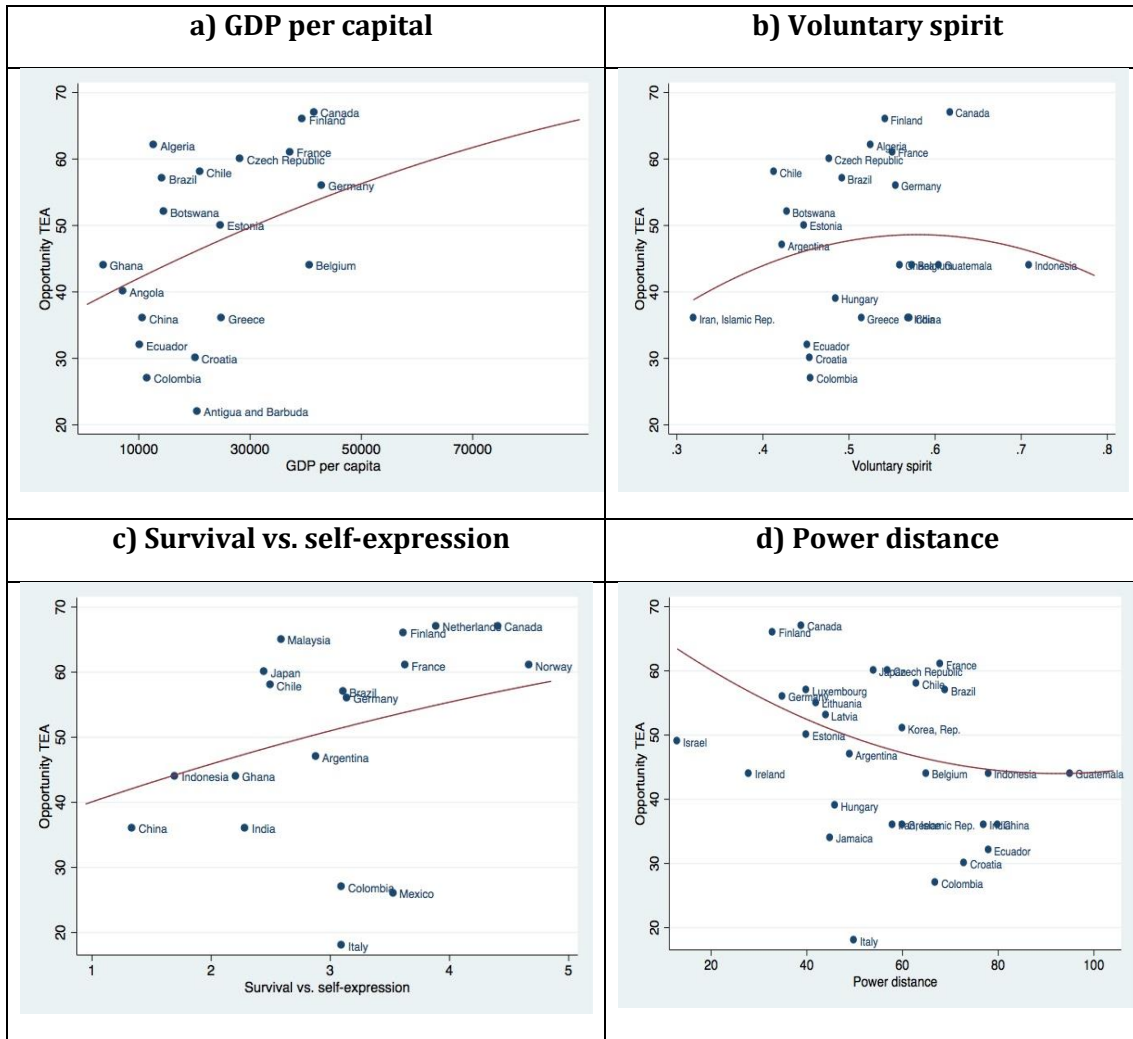 a) GDP per capital
70
60
50
40
30
20
Opportunity TEA
Canada
Finland
Algeria
France
Czech Republic
Chile
Brazil
Germany
Botswana
Estonia
Ghana
Belgium
Angola
China
Greece
Ecuador
Croatia
Colombia
Antigua and Barbuda
10000 30000 50000 70000
GDP per capita
b) Voluntary spirit
70
60
50
40
30
20
Opportunity TEA
Canada
Finland
Algeria
France
Czech Republic
Chile
Brazil
Germany
Botswana
Estonia
Argentina
Guatemala
Indonesia
Hungary
Iran, Islamic Rep.
Greece
China
Ecuador
Croatia
Colombia
.3 .4 .5 .6 .7 .8
Voluntary spirit
c) Survival vs. self-expression
70
60
50
40
30
20
Opportunity TEA
Netherlands
Canada
Finland
Malaysia
France
Norway
Japan
Chile
Brazil
Germany
Argentina
Indonesia
Ghana
China
India
Colombia
Mexico
Italy
1 2 3 4 5
Survival vs. self-expression
d) Power distance
70
60
50
40
30
20
Opportunity TEA
Canada
Finland
France
Japan
Czech Republic
Chile
Luxembourg
Brazil
Germany
Lithuania
Latvia
Korea, Rep.
Estonia
Israel
Argentina
Ireland
Belgium
Indonesia
Guatemala
Hungary
Islamic Rep.
China
Jamaica
Ecuador
Croatia
Colombia
Italy
20 40 60 80 100
Power distance